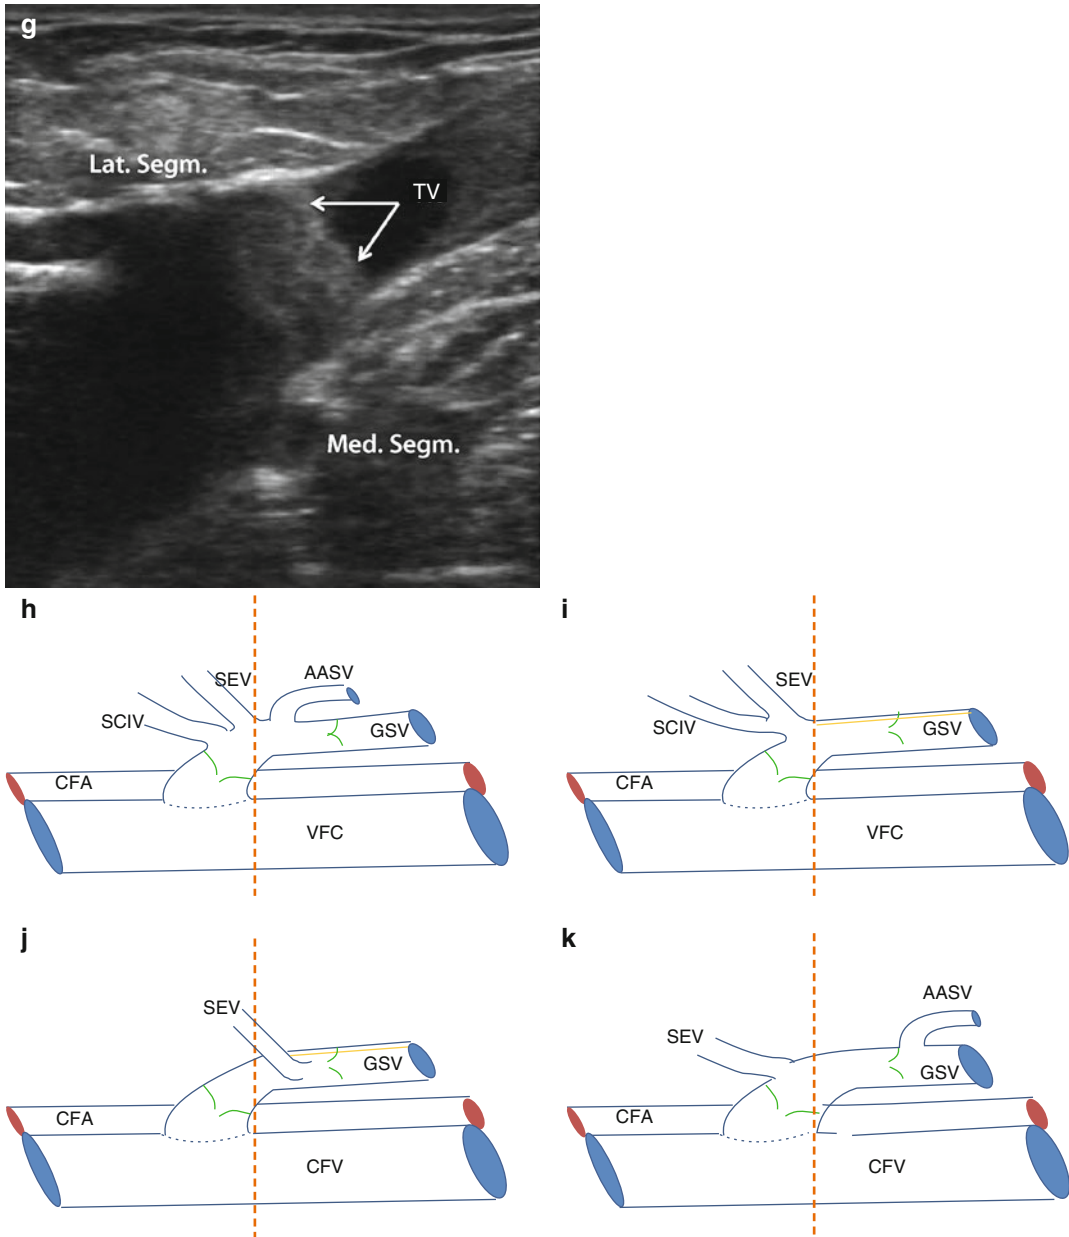 g
Lat. Segm.
TV
Med. Segm.
h
SEV
AASV
SCIV
GSV
CFA
VFC
i
SEV
SCIV
GSV
CFA
VFC
j
SEV
GSV
CFA
CFV
k
AASV
SEV
GSV
CFA
CFV